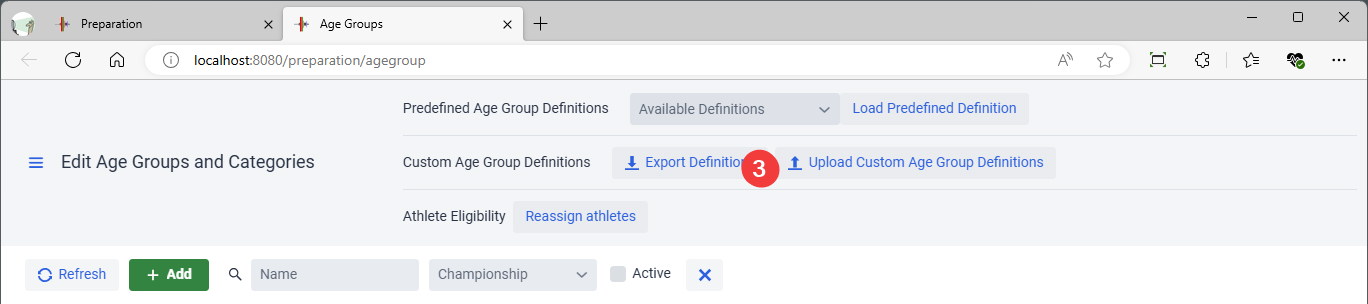 Preparation Age Groups
localhost:8080/preparation/agegroup
Predefined Age Group Definitions Available Definitions Load Predefined Definition
Edit Age Groups and Categories
Custom Age Group Definitions Export Definition 3 Upload Custom Age Group Definitions
Athlete Eligibility Reassign athletes
Refresh + Add Name Championship Active